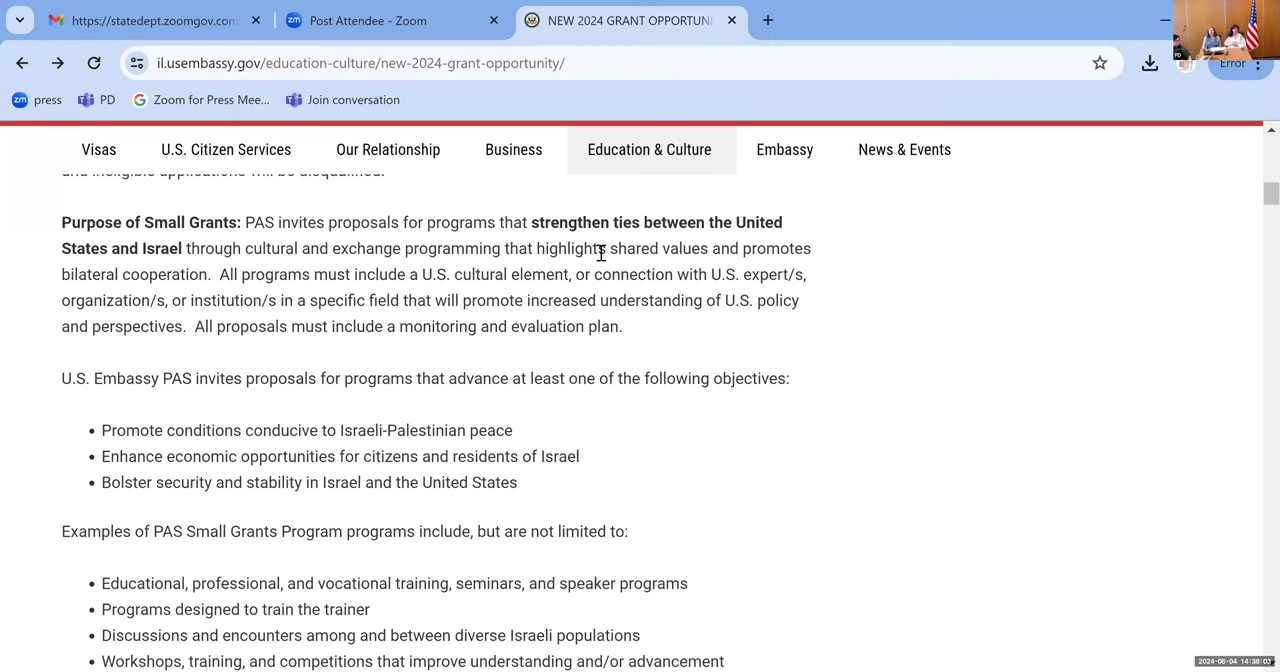 https://statedept.zoomgov.com
Post Attendee - Zoom
NEW 2024 GRANT OPPORTUNI
il.usembassy.gov/education-culture/new-2024-grant-opportunity/
Error
zm press
PD
Zoom for Press Mee...
Join conversation
Visas
U.S. Citizen Services
Our Relationship
Business
Education & Culture
Embassy
News & Events
and ineligible applications will be disqualified.
Purpose of Small Grants: PAS invites proposals for programs that strengthen ties between the United
States and Israel through cultural and exchange programming that highlights shared values and promotes
bilateral cooperation.  All programs must include a U.S. cultural element, or connection with U.S. expert/s,
organization/s, or institution/s in a specific field that will promote increased understanding of U.S. policy
and perspectives.  All proposals must include a monitoring and evaluation plan.
U.S. Embassy PAS invites proposals for programs that advance at least one of the following objectives:
• Promote conditions conducive to Israeli-Palestinian peace
• Enhance economic opportunities for citizens and residents of Israel
• Bolster security and stability in Israel and the United States
Examples of PAS Small Grants Program programs include, but are not limited to:
• Educational, professional, and vocational training, seminars, and speaker programs
• Programs designed to train the trainer
• Discussions and encounters among and between diverse Israeli populations
• Workshops, training, and competitions that improve understanding and/or advancement
2024-06-04 14:38:03